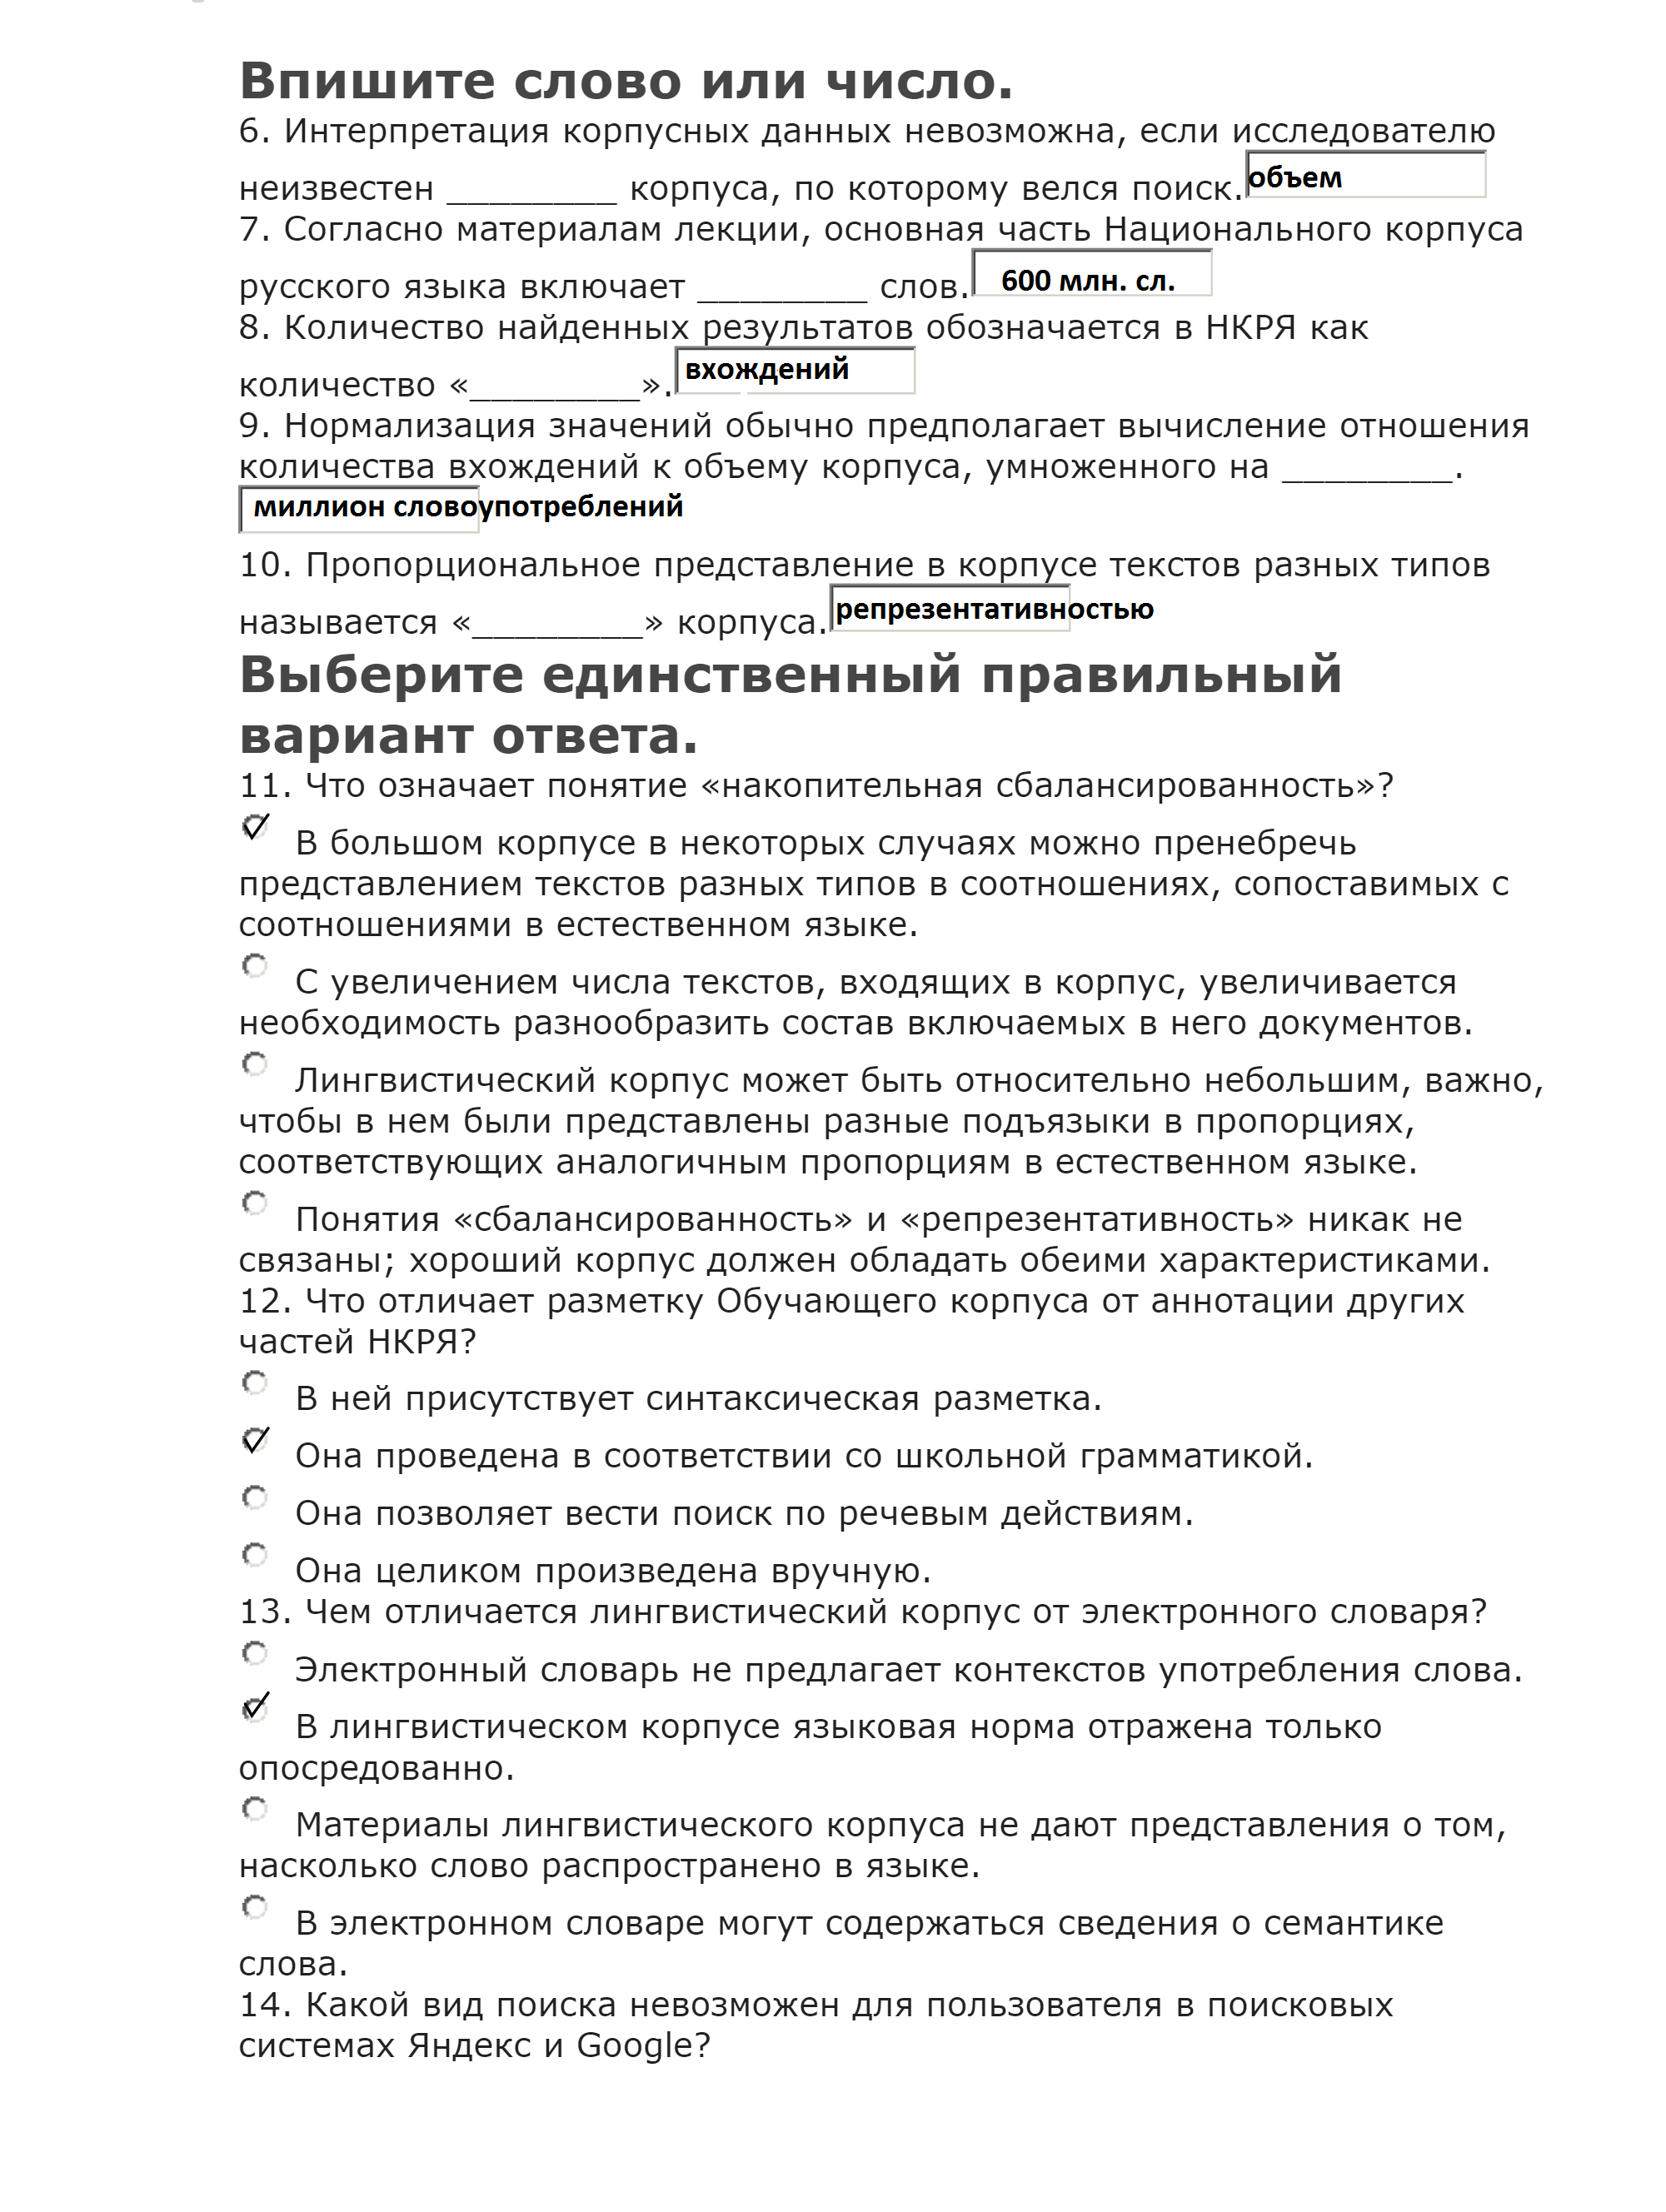 Впишите слово или число.
6. Интерпретация корпусных данных невозможна, если исследователю
неизвестен ________ корпуса, по которому велся поиск. объем
7. Согласно материалам лекции, основная часть Национального корпуса
русского языка включает ________ слов. 600 млн. сл.
8. Количество найденных результатов обозначается в НКРЯ как
количество «________». вхождений
9. Нормализация значений обычно предполагает вычисление отношения
количества вхождений к объему корпуса, умноженного на ________.
миллион словоупотреблений
10. Пропорциональное представление в корпусе текстов разных типов
называется «________» корпуса. репрезентативностью
Выберите единственный правильный
вариант ответа.
11. Что означает понятие «накопительная сбалансированность»?
В большом корпусе в некоторых случаях можно пренебречь
представлением текстов разных типов в соотношениях, сопоставимых с
соотношениями в естественном языке.
С увеличением числа текстов, входящих в корпус, увеличивается
необходимость разнообразить состав включаемых в него документов.
Лингвистический корпус может быть относительно небольшим, важно,
чтобы в нем были представлены разные подъязыки в пропорциях,
соответствующих аналогичным пропорциям в естественном языке.
Понятия «сбалансированность» и «репрезентативность» никак не
связаны; хороший корпус должен обладать обеими характеристиками.
12. Что отличает разметку Обучающего корпуса от аннотации других
частей НКРЯ?
В ней присутствует синтаксическая разметка.
Она проведена в соответствии со школьной грамматикой.
Она позволяет вести поиск по речевым действиям.
Она целиком произведена вручную.
13. Чем отличается лингвистический корпус от электронного словаря?
Электронный словарь не предлагает контекстов употребления слова.
В лингвистическом корпусе языковая норма отражена только
опосредованно.
Материалы лингвистического корпуса не дают представления о том,
насколько слово распространено в языке.
В электронном словаре могут содержаться сведения о семантике
слова.
14. Какой вид поиска невозможен для пользователя в поисковых
системах Яндекс и Google?